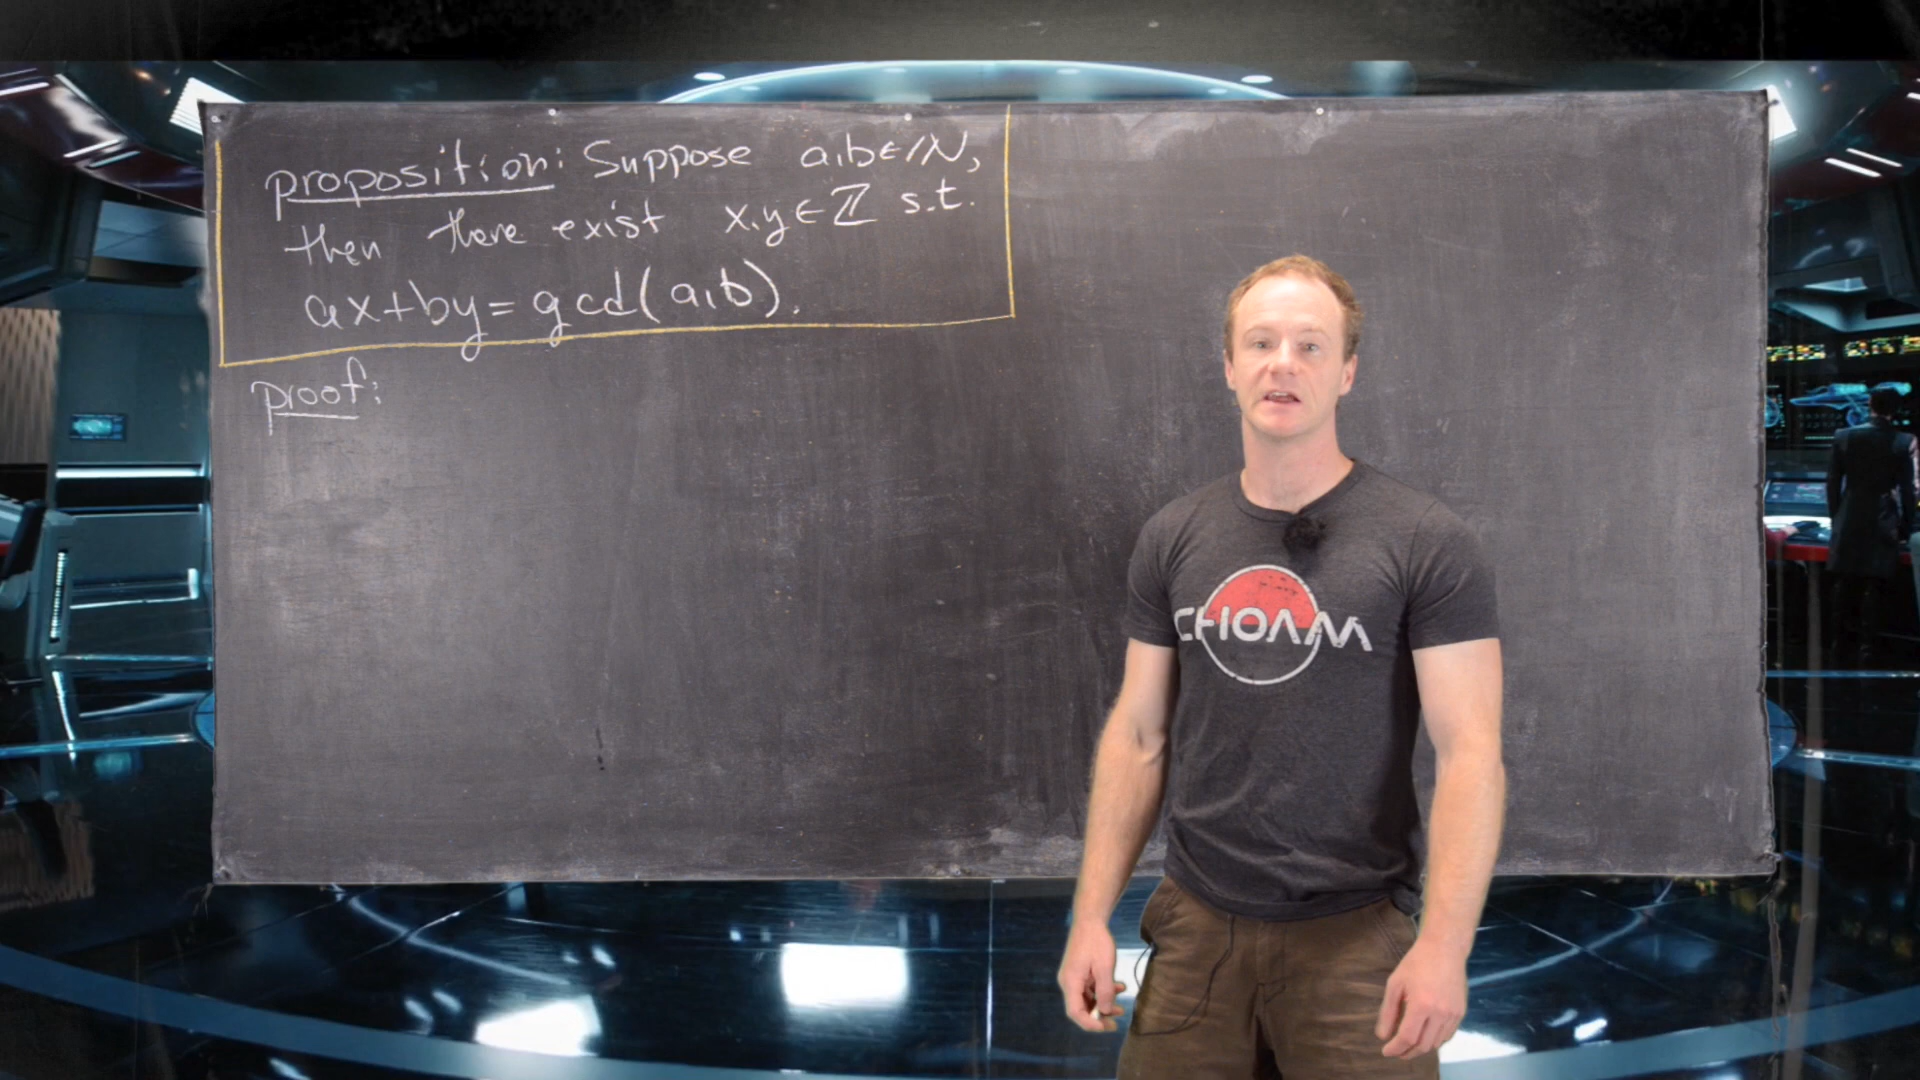 proposition: Suppose a,b∈ℕ,
then there exist x,y∈ℤ s.t.
ax+by=gcd(a,b).
proof:
CHOAM